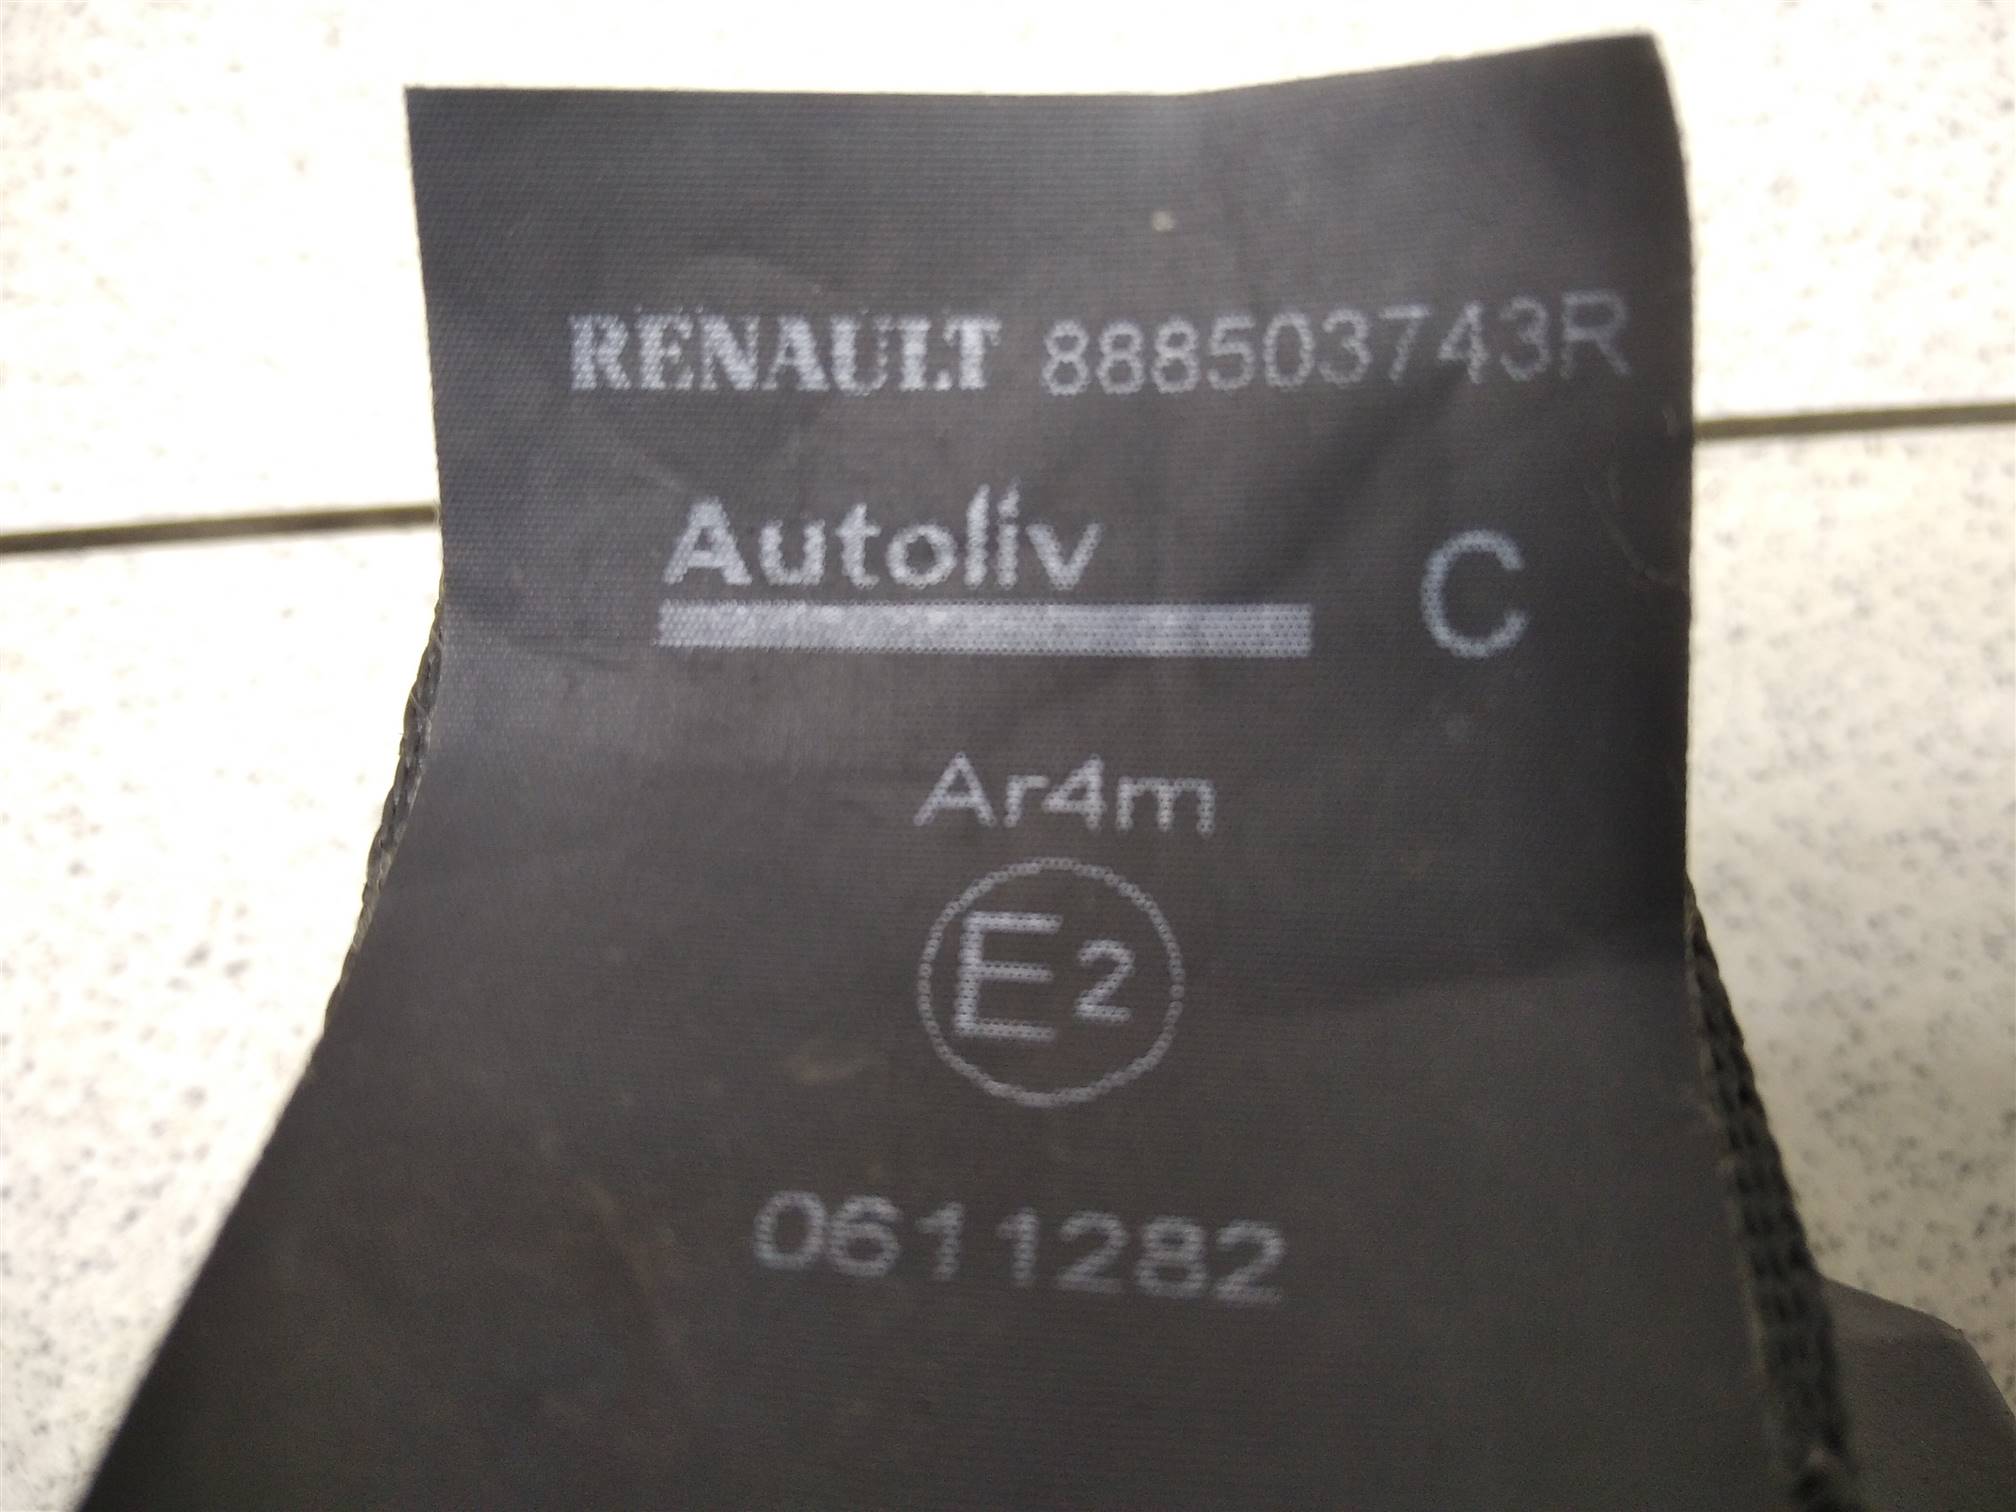 RENAULT 888503743R
Autoliv C
Ar4m
E2
0611282